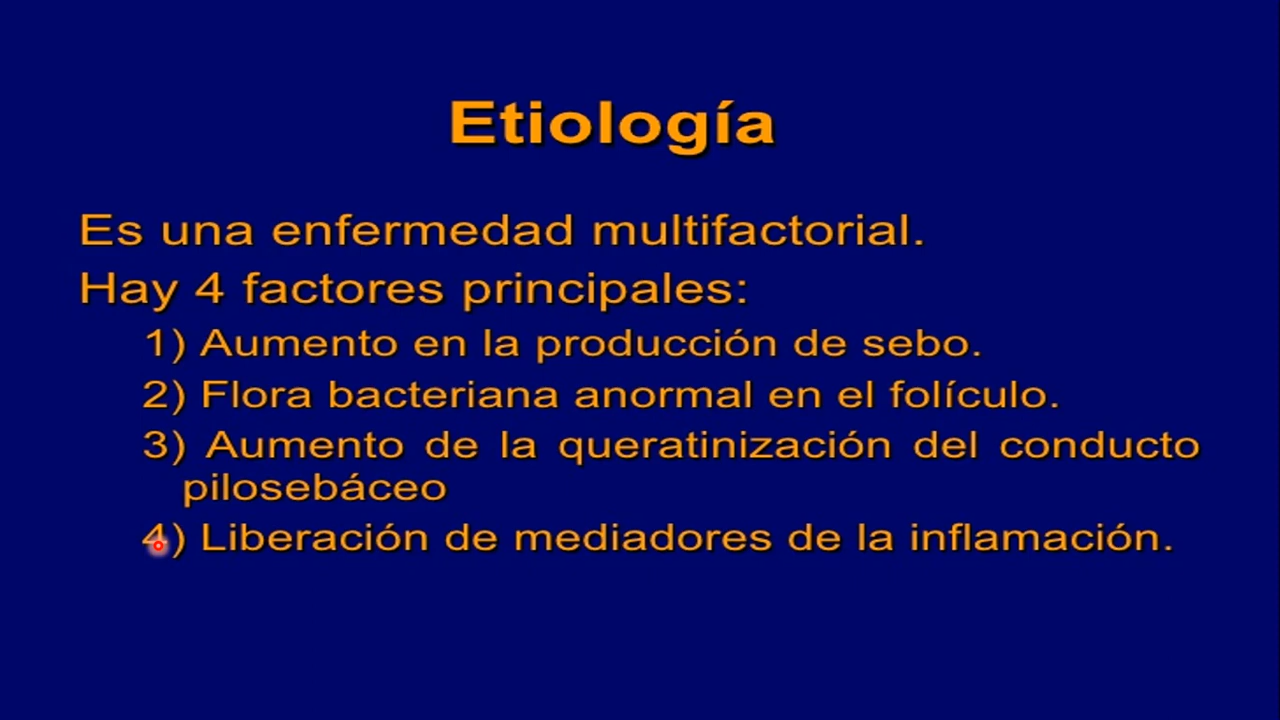 Etiología
Es una enfermedad multifactorial.
Hay 4 factores principales:
1) Aumento en la producción de sebo.
2) Flora bacteriana anormal en el folículo.
3) Aumento de la queratinización del conducto
pilosebáceo
4) Liberación de mediadores de la inflamación.